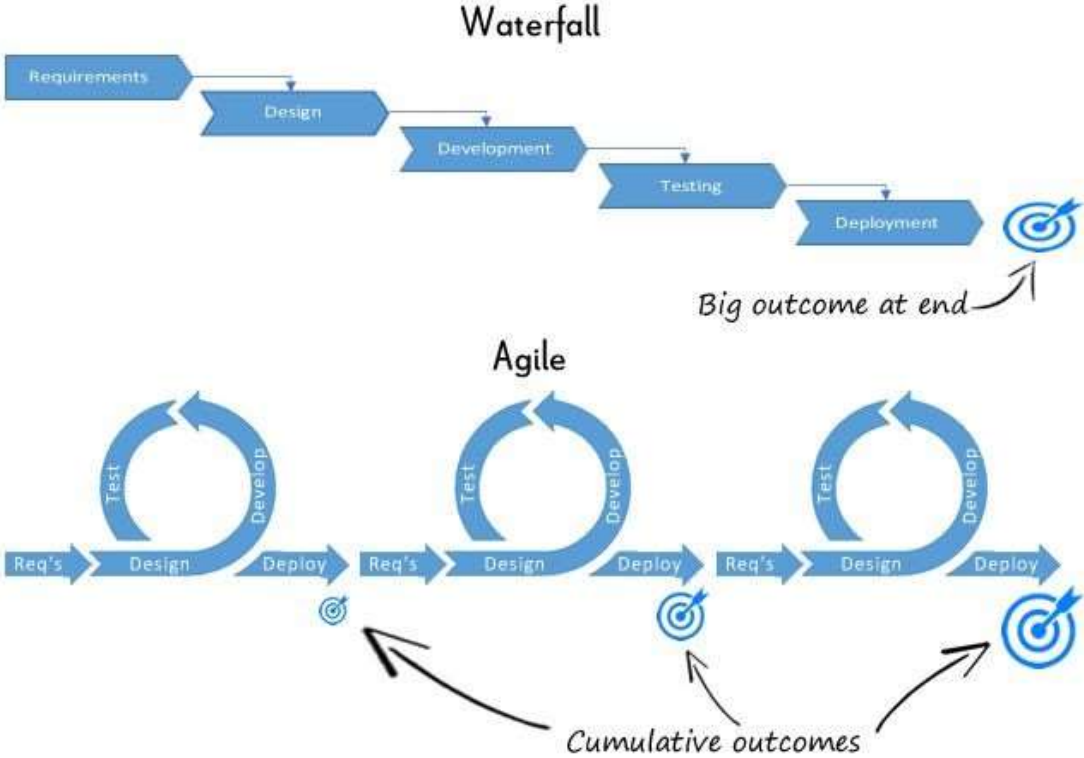 Waterfall
Requirements
Design
Development
Testing
Deployment
Big outcome at end
Agile
Test
Develop
Req's
Design
Deploy
Test
Develop
Req's
Design
Deploy
Test
Develop
Req's
Design
Deploy
Cumulative outcomes